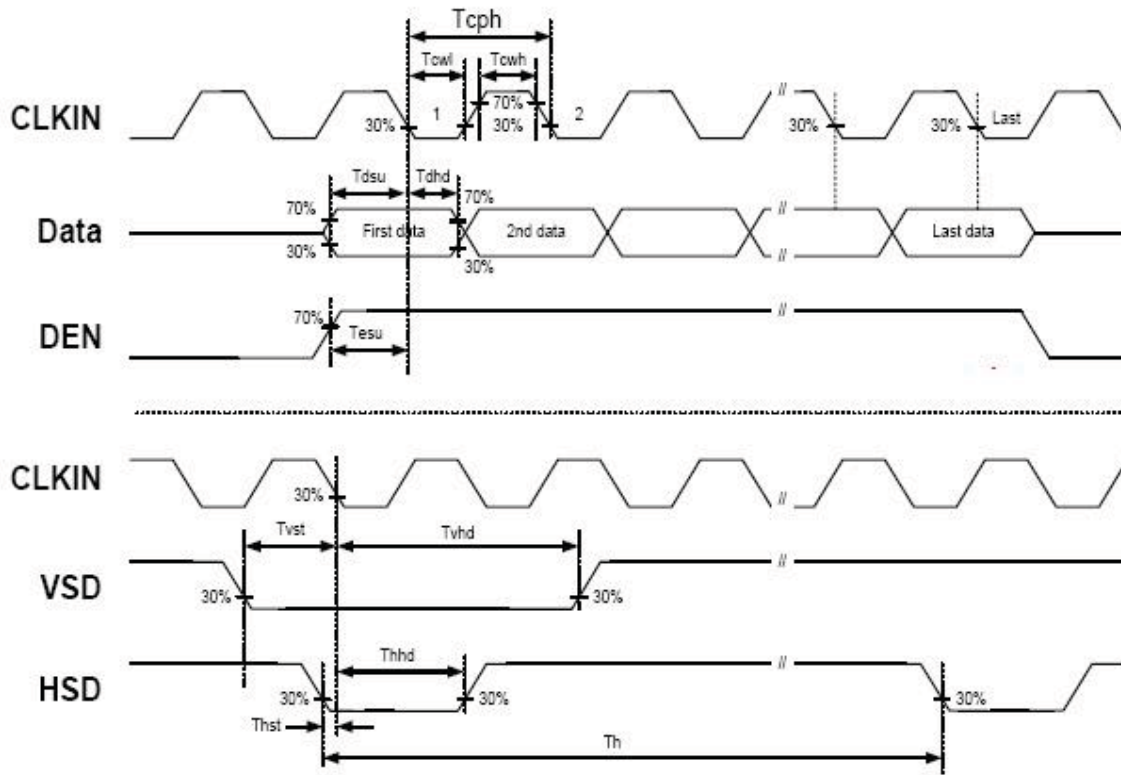 Tcph
Tcwl
Tcwh
CLKIN
30%
1
70%
30%
2
30%
30%
Last
//
Tdsu
Tdhd
70%
70%
Data
First data
2nd data
Last data
30%
30%
//
70%
DEN
Tesu
//
CLKIN
30%
//
Tvst
Tvhd
VSD
30%
30%
//
Thhd
HSD
30%
30%
30%
//
Thst
Th